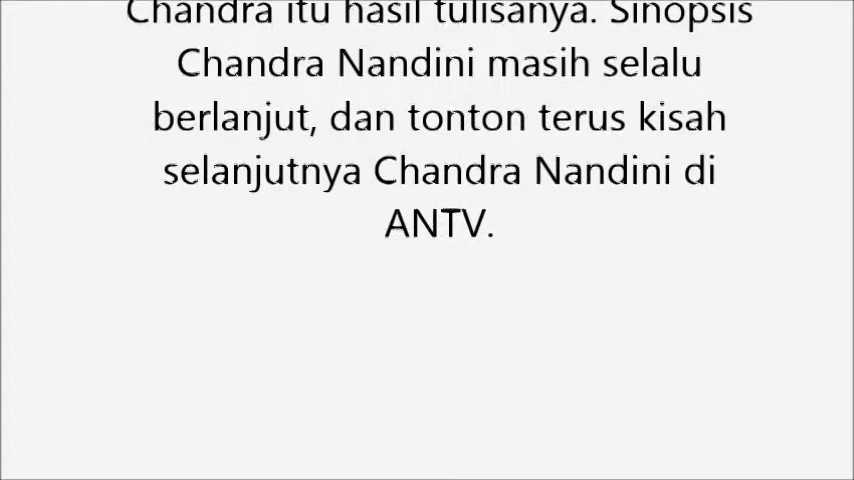 Chandra itu hasil tulisanya. Sinopsis
Chandra Nandini masih selalu
berlanjut, dan tonton terus kisah
selanjutnya Chandra Nandini di
ANTV.